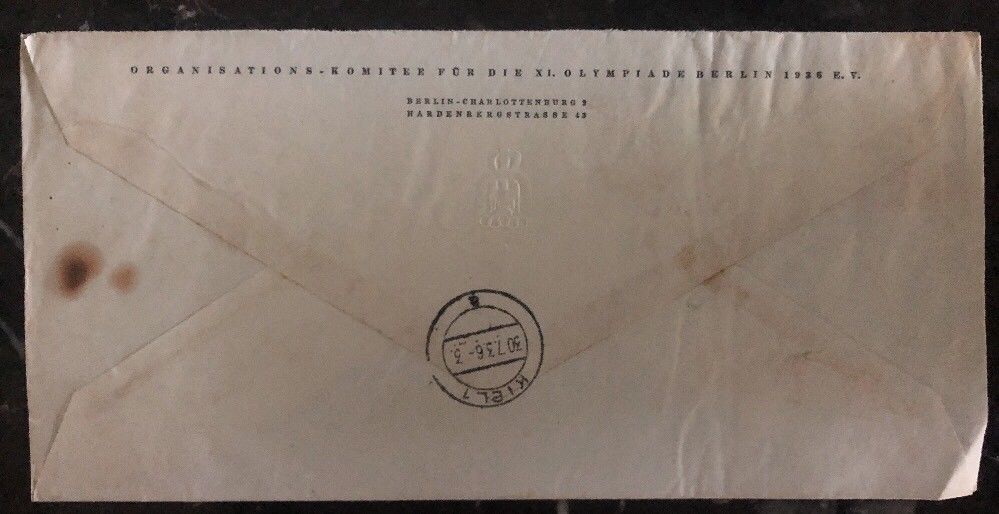 ORGANISATIONS-KOMITEE FÜR DIE XI. OLYMPIADE BERLIN 1936 E. V.
BERLIN-CHARLOTTENBURG 2
HARDENBERGSTRASSE 43
KIEL 1
30.7.36.-3.
a